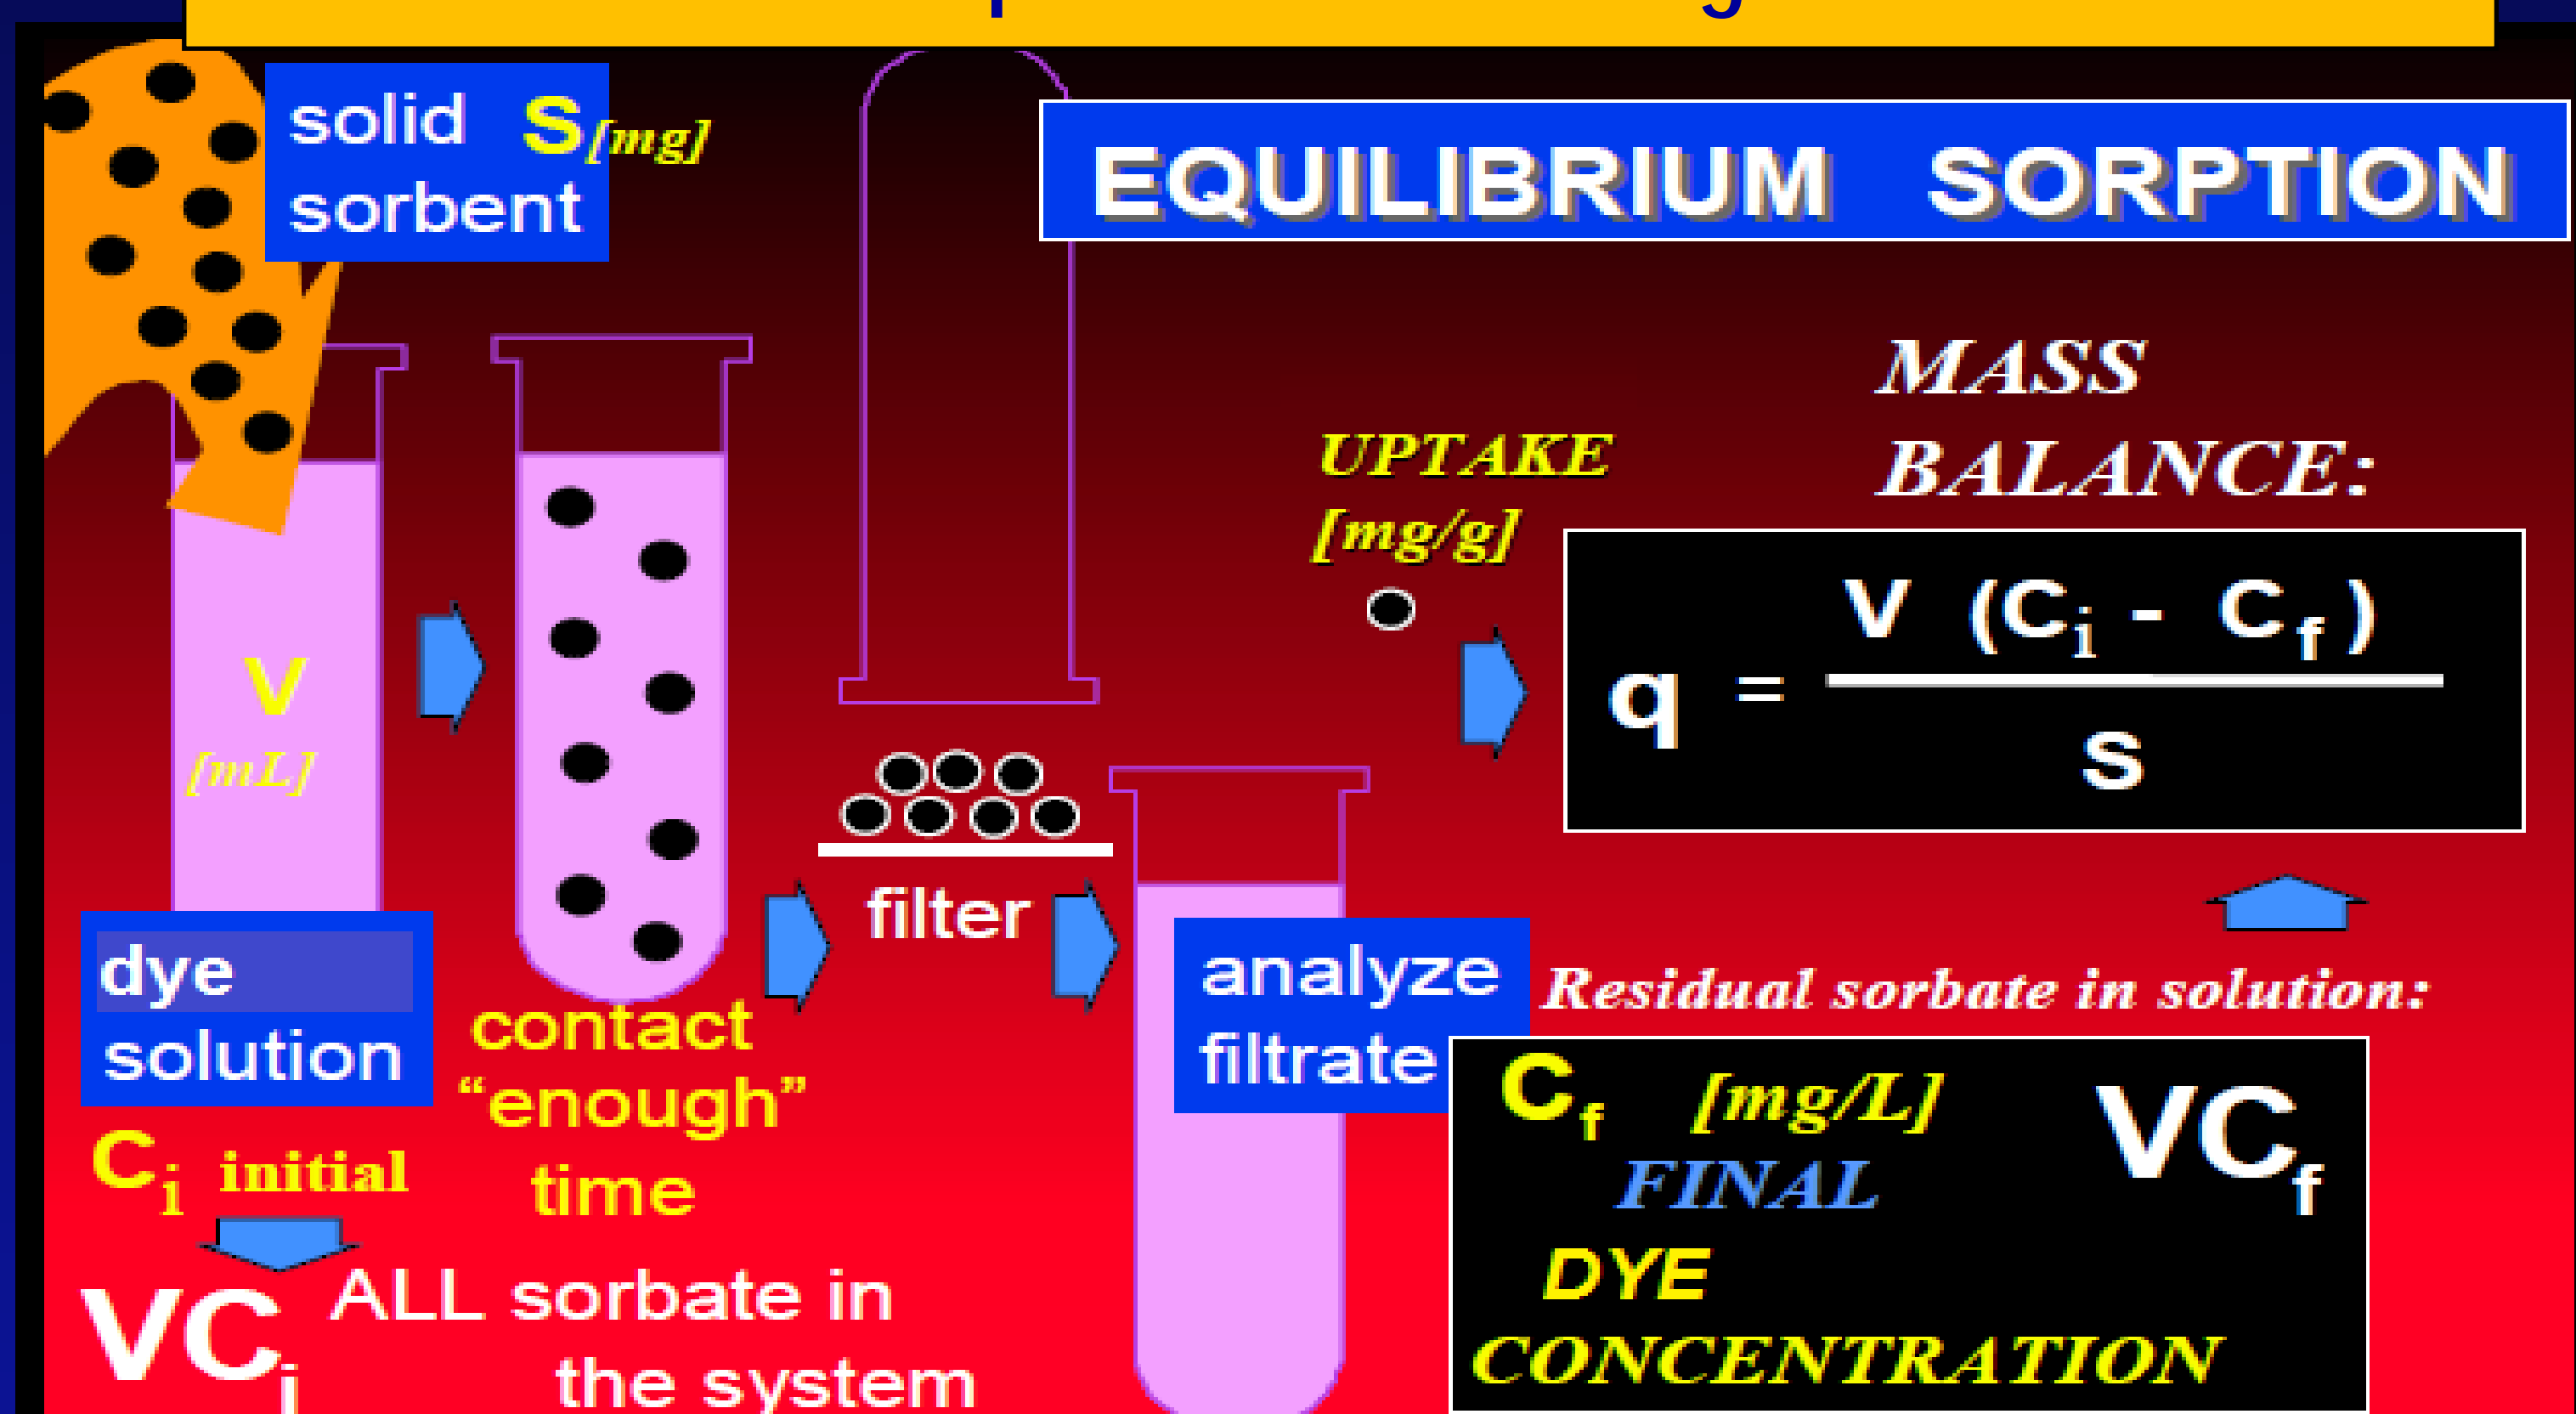 solid S [mg]
sorbent
EQUILIBRIUM SORPTION
MASS
BALANCE:
UPTAKE
[mg/g]
q = V (Ci - Cf)
s
V
[mL]
filter
dye
solution
contact
“enough”
time
analyze
filtrate
Residual sorbate in solution:
Cf [mg/L] VCf
FINAL
DYE
CONCENTRATION
Ci initial
VCi ALL sorbate in
the system